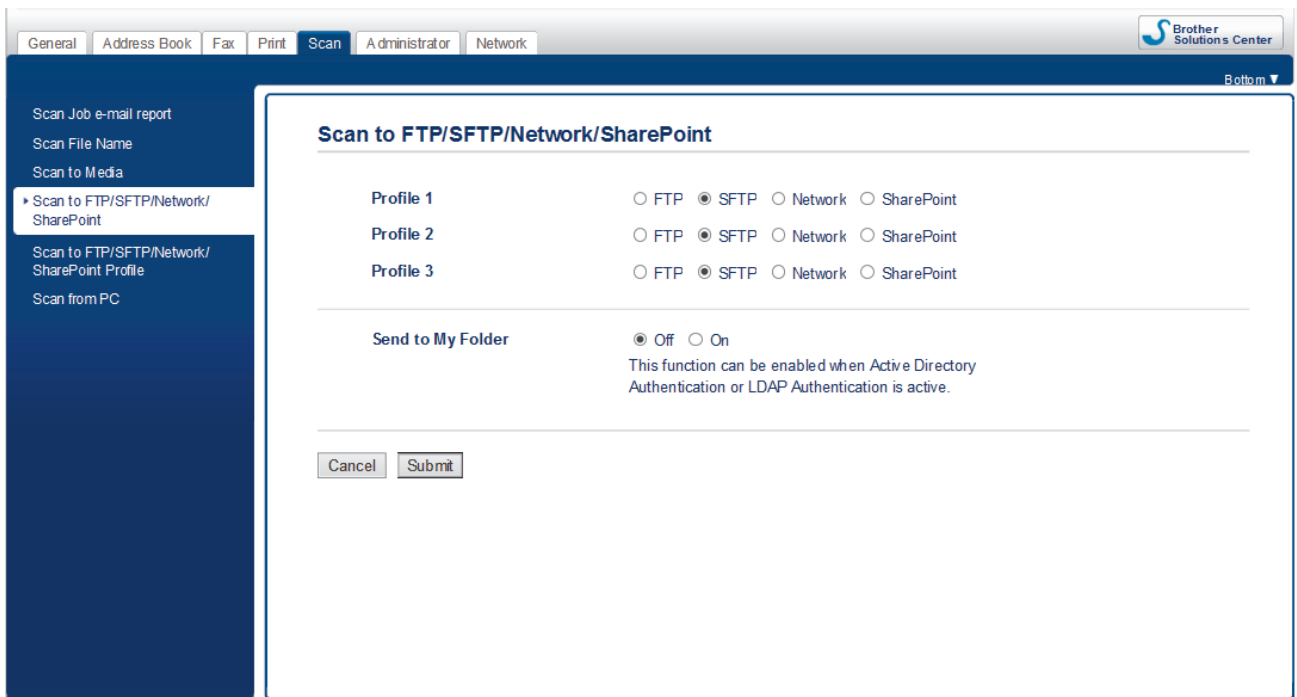 General Address Book Fax Print Scan Administrator Network
Brother
Solutions Center
Bottom ▼
Scan Job e-mail report
Scan File Name
Scan to Media
Scan to FTP/SFTP/Network/
SharePoint
Scan to FTP/SFTP/Network/
SharePoint Profile
Scan from PC
Scan to FTP/SFTP/Network/SharePoint
Profile 1 FTP SFTP Network SharePoint
Profile 2 FTP SFTP Network SharePoint
Profile 3 FTP SFTP Network SharePoint
Send to My Folder Off On
This function can be enabled when Active Directory
Authentication or LDAP Authentication is active.
Cancel Submit